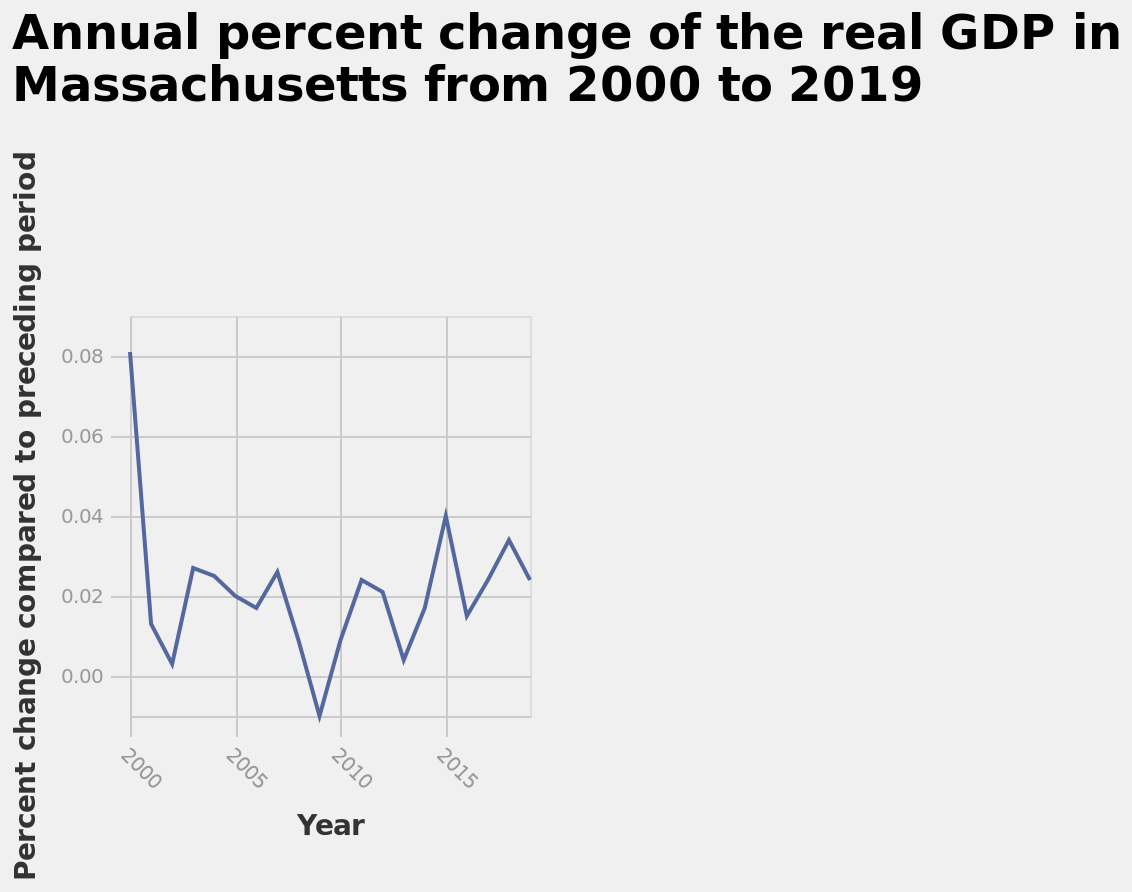 Annual percent change of the real GDP in
Massachusetts from 2000 to 2019
Percent change compared to preceding period
0.08
0.06
0.04
0.02
0.00
2000
2005
2010
2015
Year